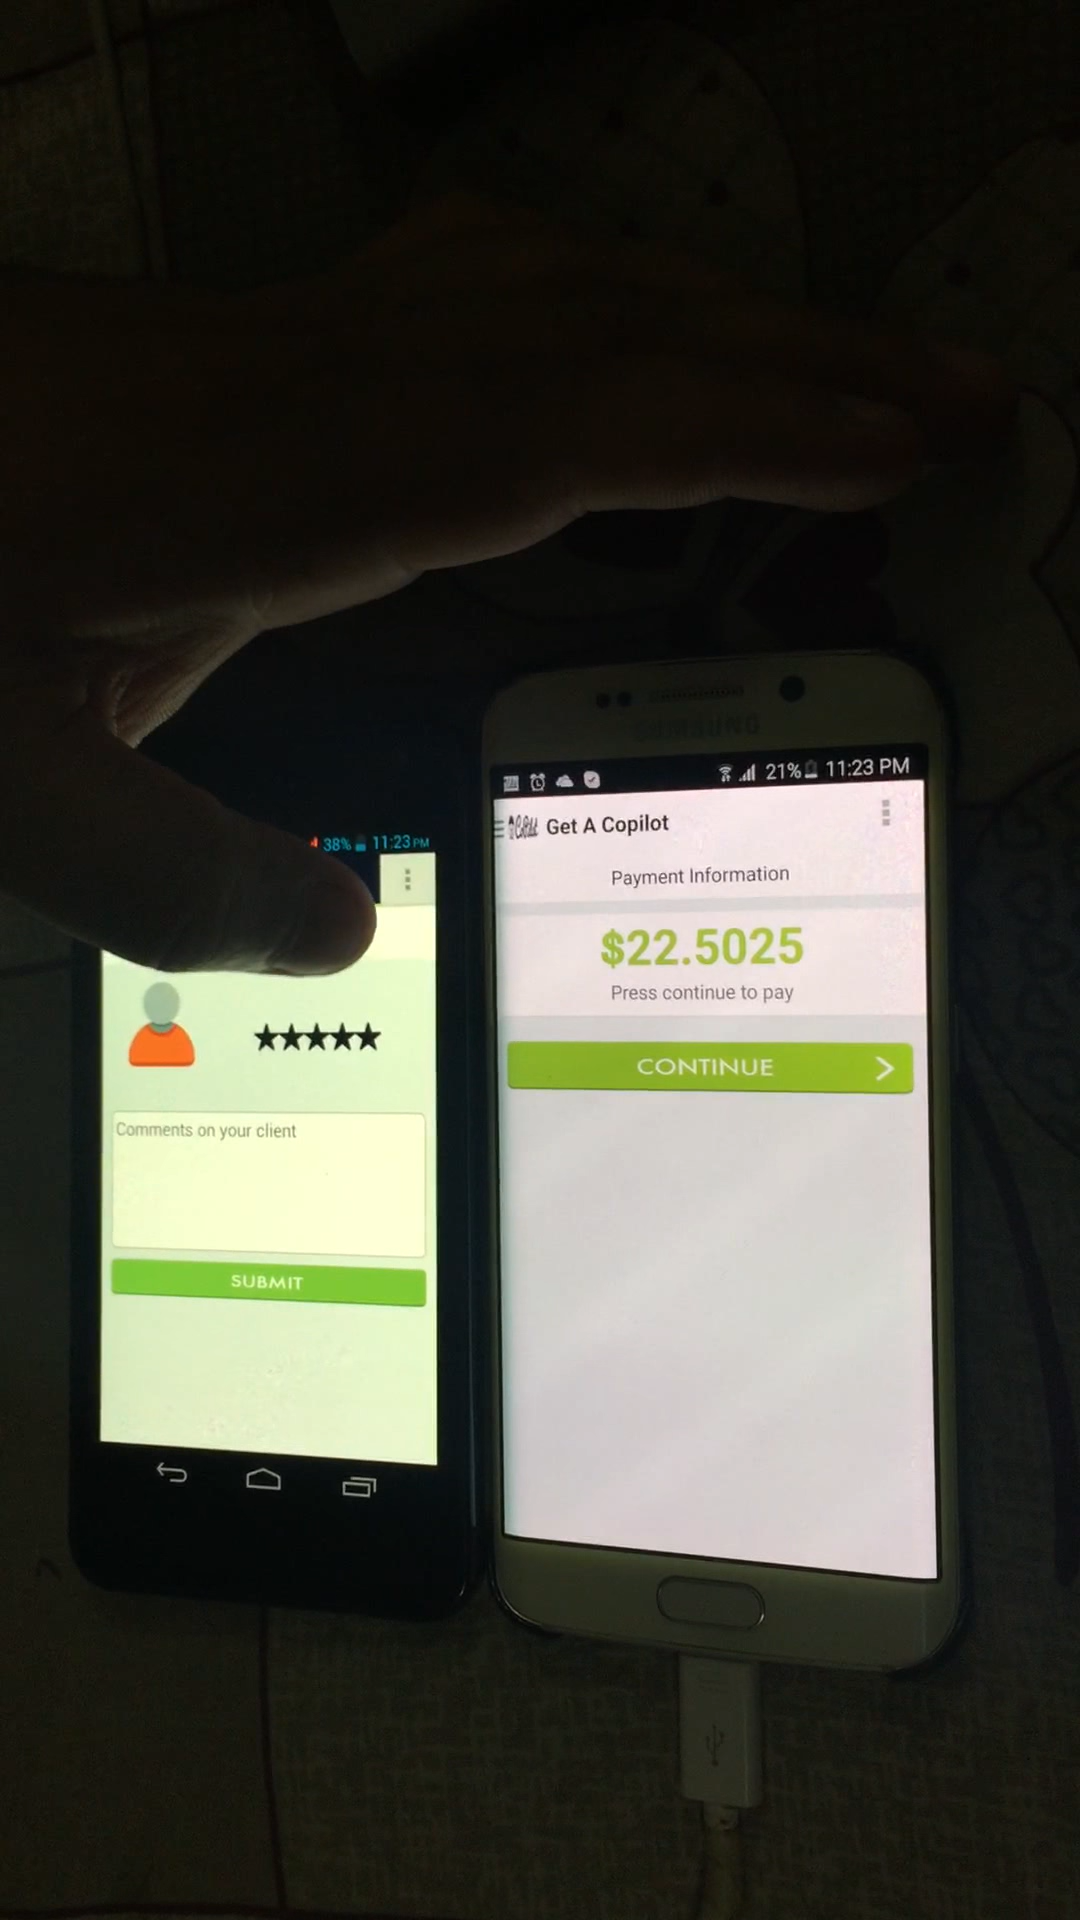 38% 11:23 PM
Comments on your client
SUBMIT
SAMSUNG
21% 11:23 PM
Get A Copilot
Payment Information
$22.5025
Press continue to pay
CONTINUE